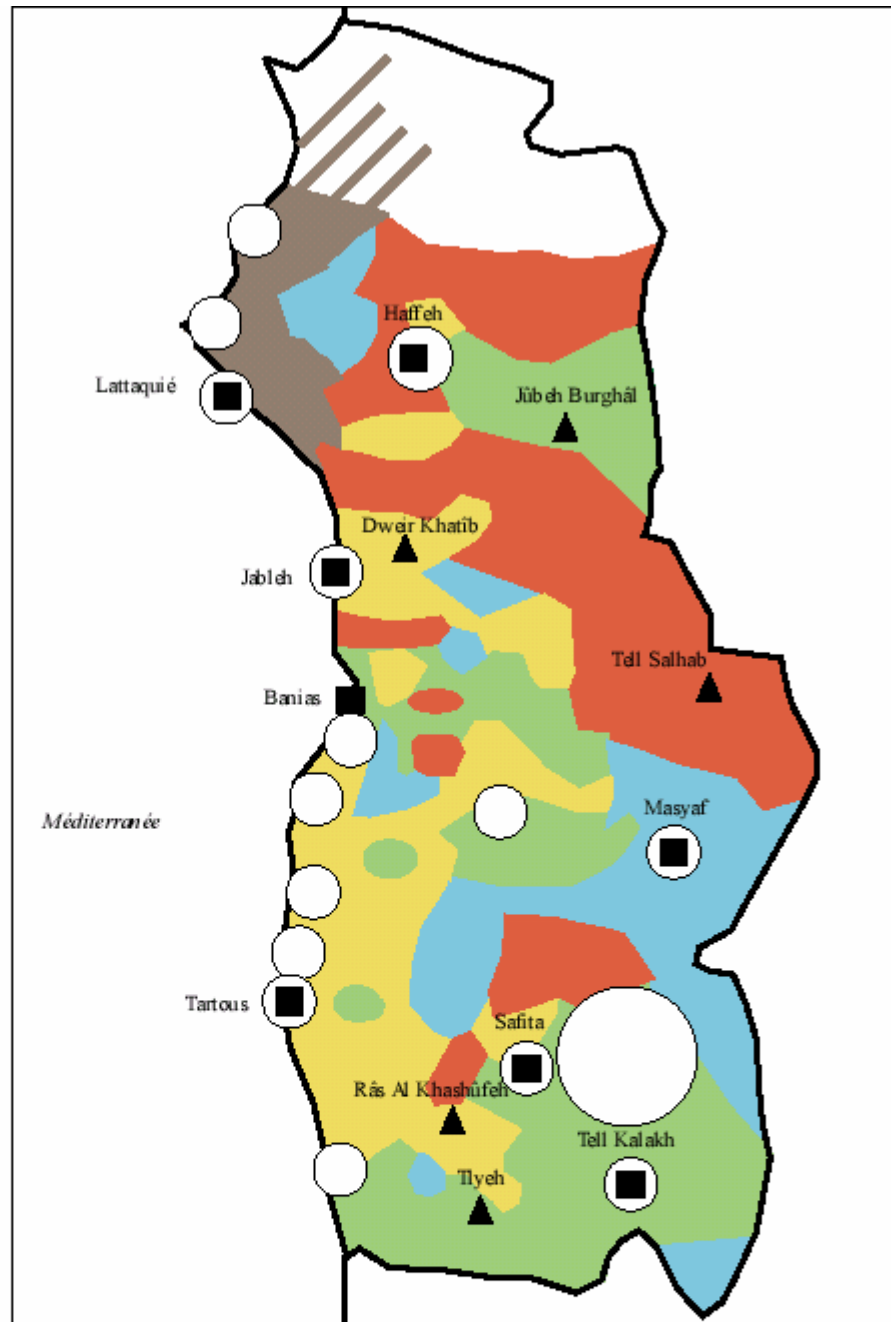 Haffeh
Lattaquié
Jûbeh Burghâl
Dweir Khatîb
Jableh
Tell Salhab
Banias
Masyaf
Méditerranée
Tartous
Safita
Râs Al Khashûfeh
Tell Kalakh
Tlyeh